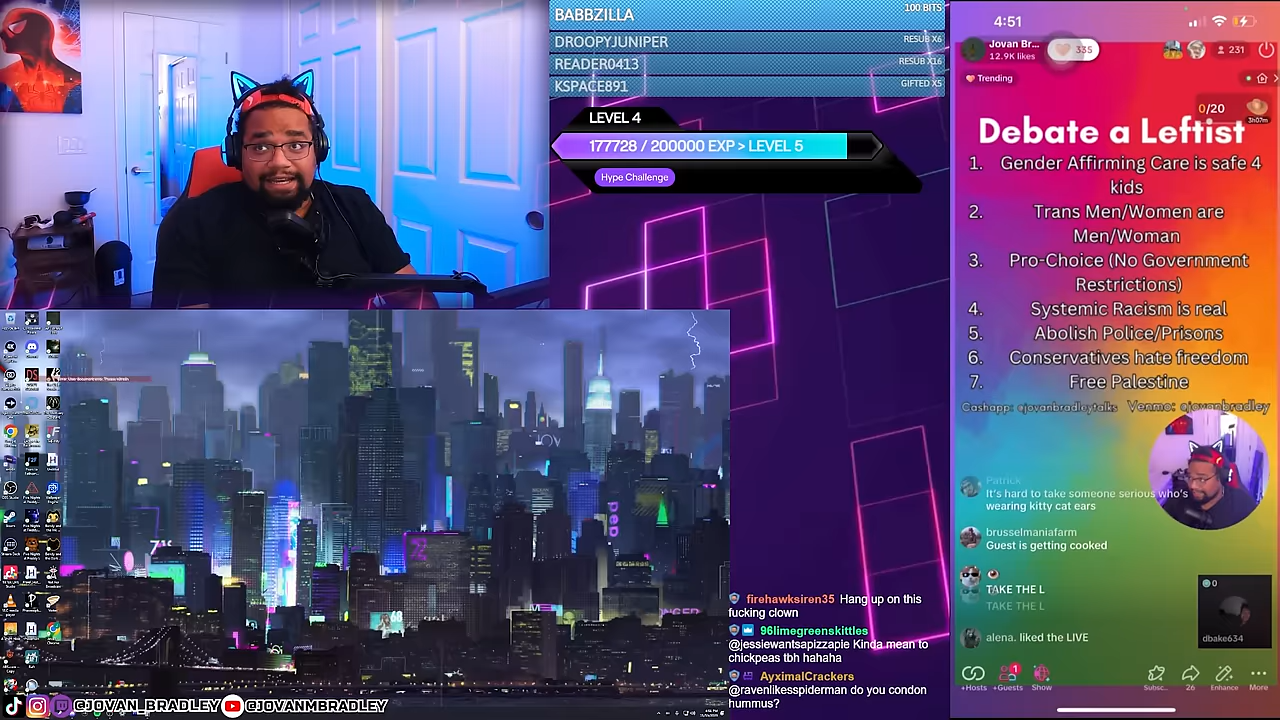 BABBZILLA
100 BITS
DROOPYJUNIPER
RESUB X6
READER0413
RESUB X16
KSPACE891
GIFTED X5
LEVEL 4
177728 / 200000 EXP > LEVEL 5
Hype Challenge
4:51
Jovan Br...
12.9K likes
335
231
Trending
0/20
3h07m
Debate a Leftist
1. Gender Affirming Care is safe 4
kids
2. Trans Men/Women are
Men/Woman
3. Pro-Choice (No Government
Restrictions)
4. Systemic Racism is real
5. Abolish Police/Prisons
6. Conservatives hate freedom
7. Free Palestine
Cashapp: @jovanbradleytalks Venmo: @jovanbradley
Patrick
It's hard to take someone serious who's
wearing kitty cat ears
brusselmaniafarm
Guest is getting cooked
TAKE THE L
TAKE THE L
alena. liked the LIVE
0
dbake634
+Hosts
+Guests
1
Show
Subsc...
26
Enhance
More
firehawksiren35 Hang up on this
fucking clown
96limegreenskittles
@jessiewantsapizzapie Kinda mean to
chickpeas tbh hahaha
AyximalCrackers
@ravenlikesspiderman do you condon
hummus?
@JOVAN_BRADLEY
@JOVANMBRADLEY